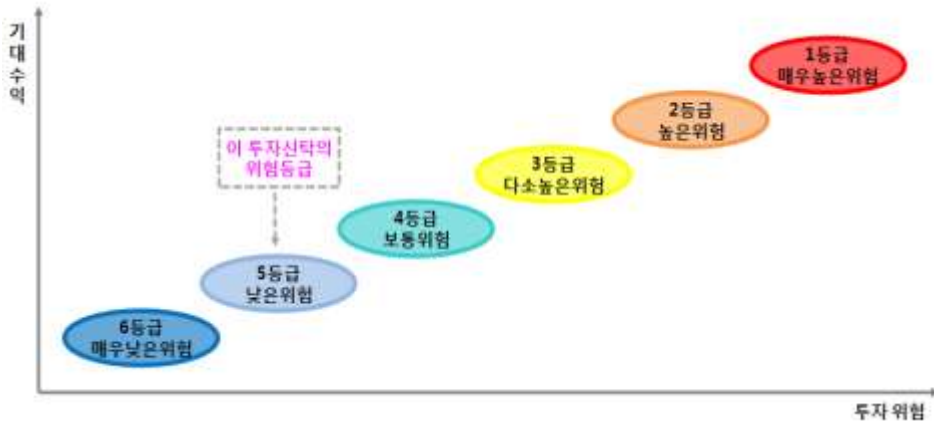 기대수익
1등급
매우높은위험
2등급
높은위험
이 투자신탁의
위험등급
3등급
다소높은위험
4등급
보통위험
5등급
낮은위험
6등급
매우낮은위험
투자 위험